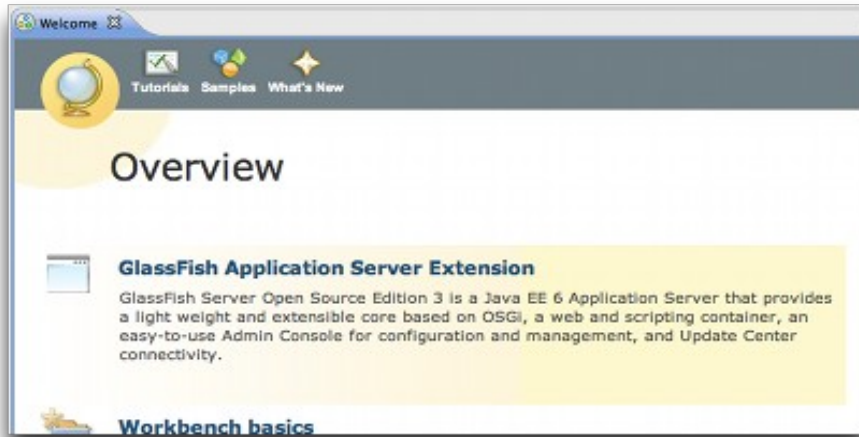 Welcome
Tutorials Samples What's New
Overview
GlassFish Application Server Extension
GlassFish Server Open Source Edition 3 is a Java EE 6 Application Server that provides
a light weight and extensible core based on OSGi, a web and scripting container, an
easy-to-use Admin Console for configuration and management, and Update Center
connectivity.
Workbench basics